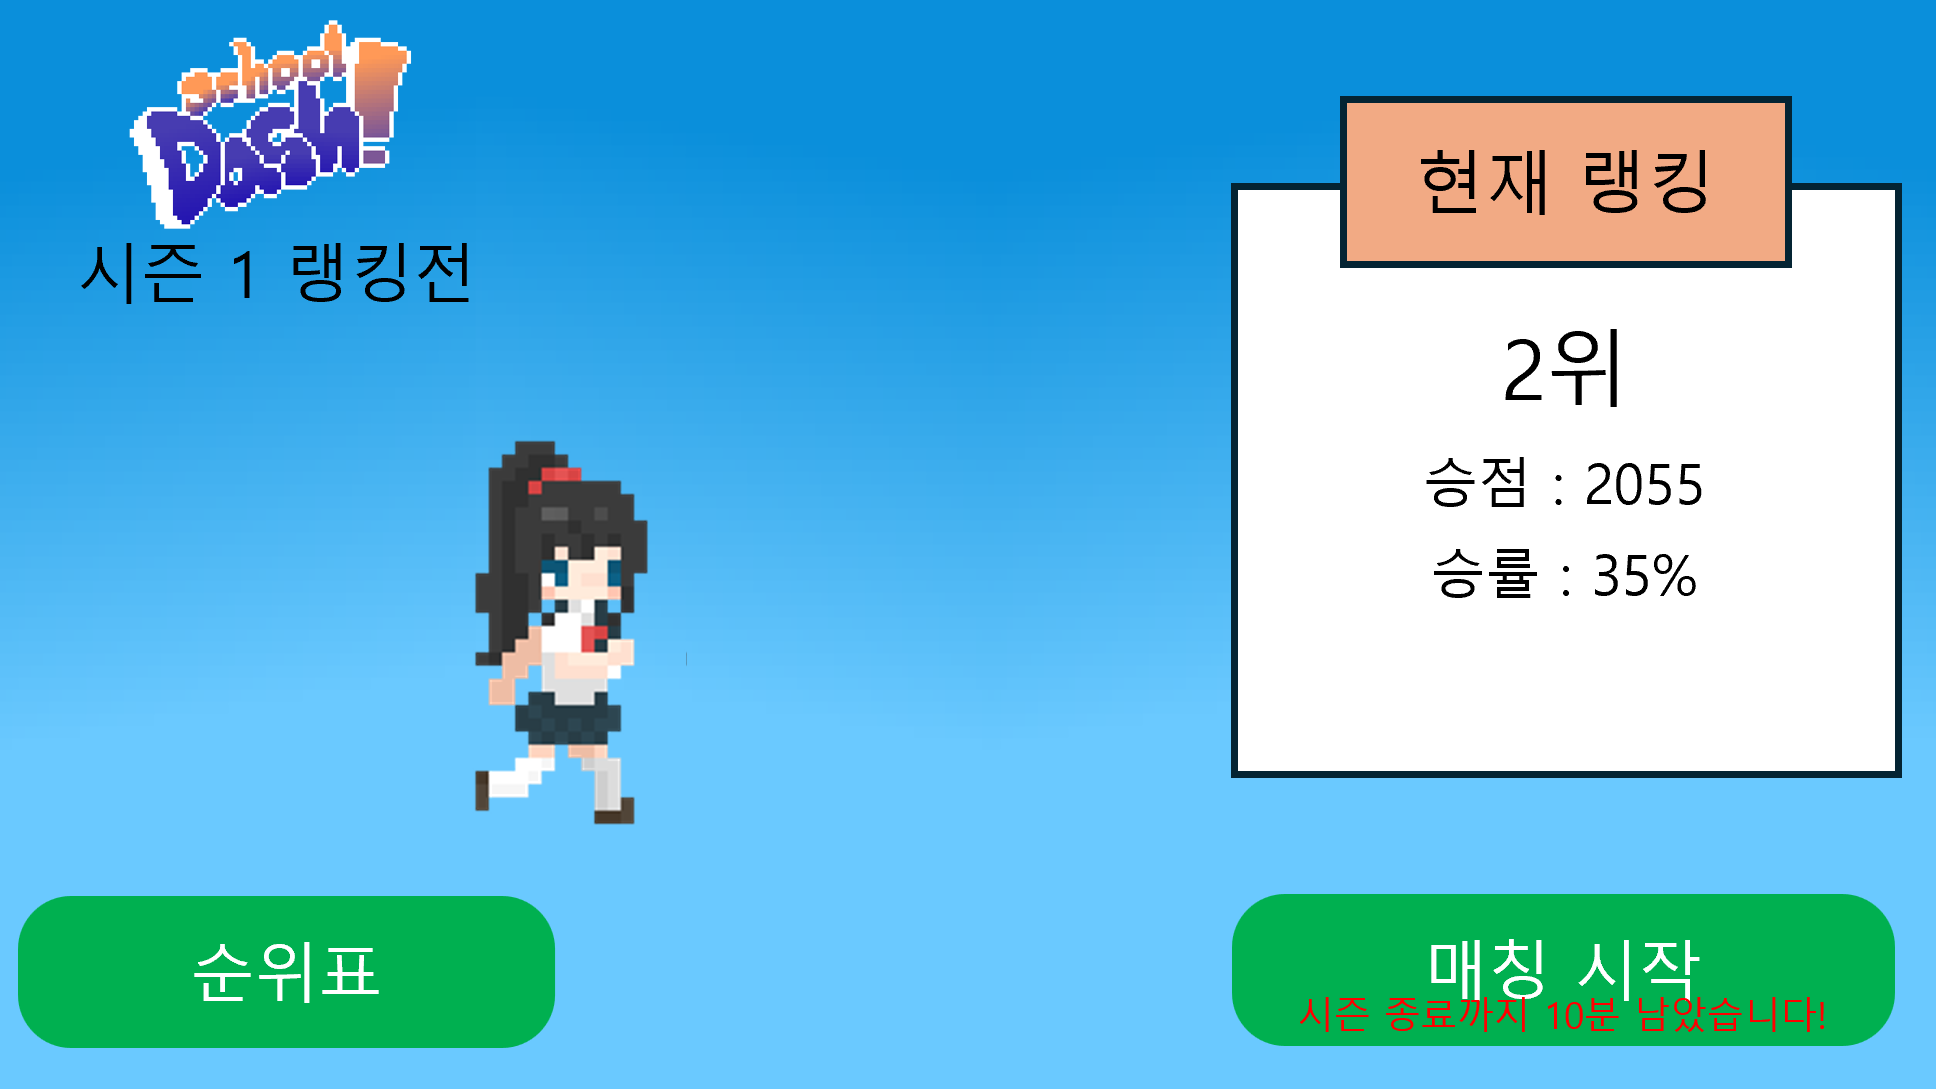 school
DASH!
시즌 1 랭킹전
현재 랭킹
2위
승점 : 2055
승률 : 35%
순위표
매칭 시작
시즌 종료까지 10분 남았습니다!